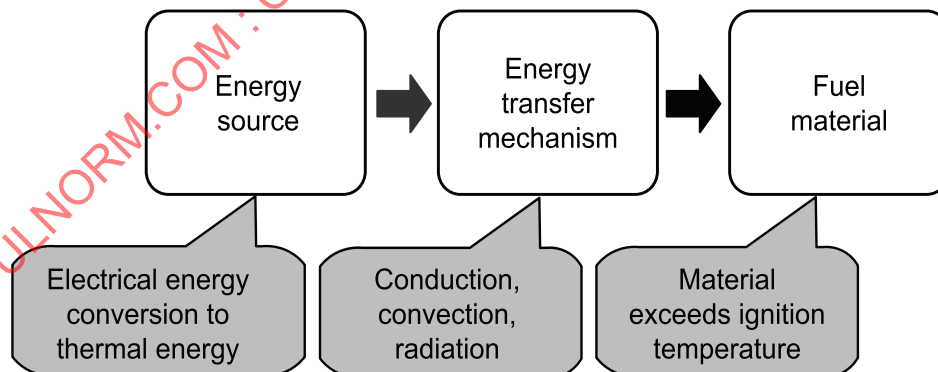 Energy
source
Energy
transfer
mechanism
Fuel
material
Electrical energy
conversion to
thermal energy
Conduction,
convection,
radiation
Material
exceeds ignition
temperature
ULNORM.COM :